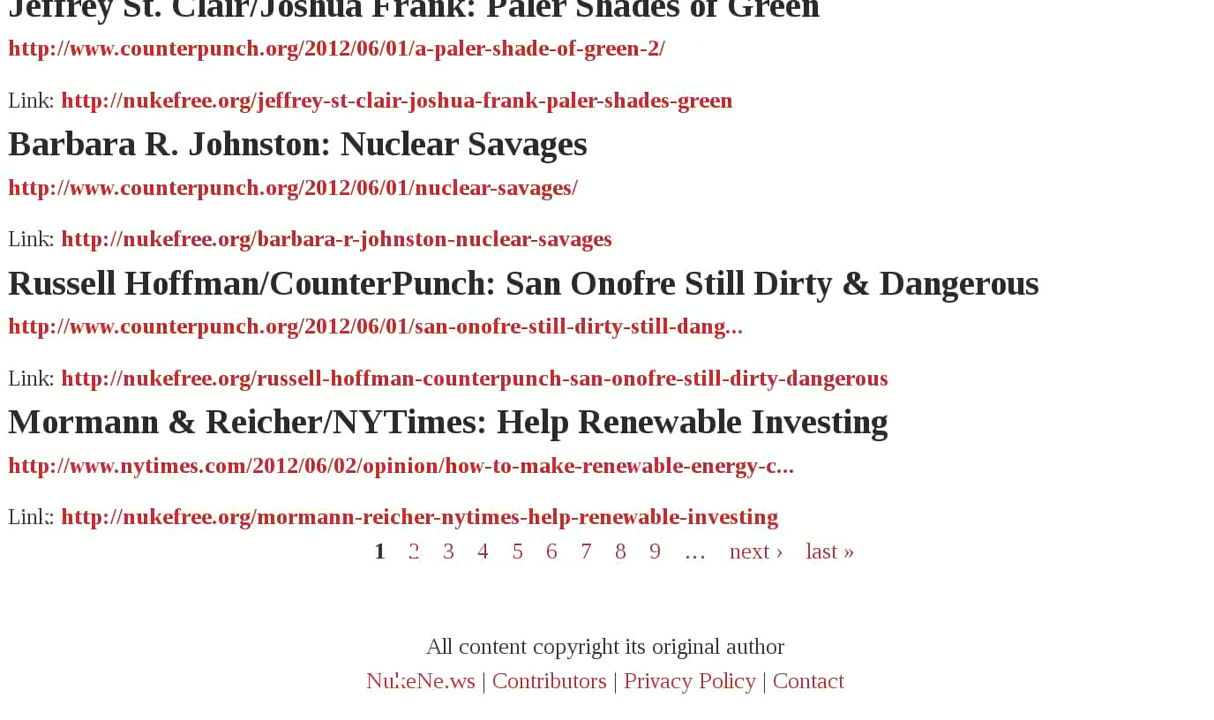 Jeffrey St. Clair/Joshua Frank: Paler Shades of Green
http://www.counterpunch.org/2012/06/01/a-paler-shade-of-green-2/
Link: http://nukefree.org/jeffrey-st-clair-joshua-frank-paler-shades-green
Barbara R. Johnston: Nuclear Savages
http://www.counterpunch.org/2012/06/01/nuclear-savages/
Link: http://nukefree.org/barbara-r-johnston-nuclear-savages
Russell Hoffman/CounterPunch: San Onofre Still Dirty & Dangerous
http://www.counterpunch.org/2012/06/01/san-onofre-still-dirty-still-dang...
Link: http://nukefree.org/russell-hoffman-counterpunch-san-onofre-still-dirty-dangerous
Mormann & Reicher/NYTimes: Help Renewable Investing
http://www.nytimes.com/2012/06/02/opinion/how-to-make-renewable-energy-c...
Link: http://nukefree.org/mormann-reicher-nytimes-help-renewable-investing
1 2 3 4 5 6 7 8 9 … next › last »
All content copyright its original author
NukeNe.ws | Contributors | Privacy Policy | Contact